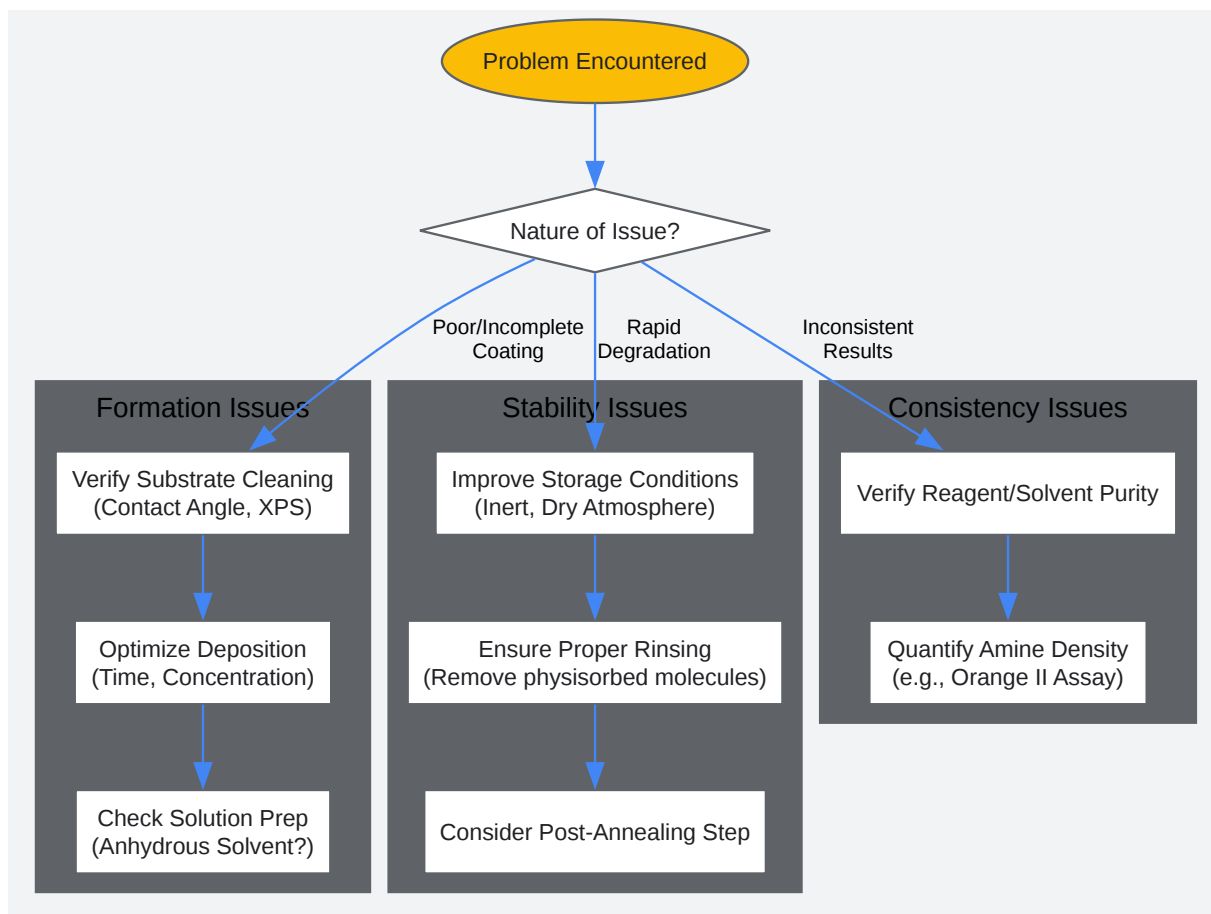 Problem Encountered
Nature of Issue?
Poor/Incomplete
Coating
Rapid
Degradation
Inconsistent
Results
Formation Issues
Verify Substrate Cleaning
(Contact Angle, XPS)
Optimize Deposition
(Time, Concentration)
Check Solution Prep
(Anhydrous Solvent?)
Stability Issues
Improve Storage Conditions
(Inert, Dry Atmosphere)
Ensure Proper Rinsing
(Remove physisorbed molecules)
Consider Post-Annealing Step
Consistency Issues
Verify Reagent/Solvent Purity
Quantify Amine Density
(e.g., Orange II Assay)